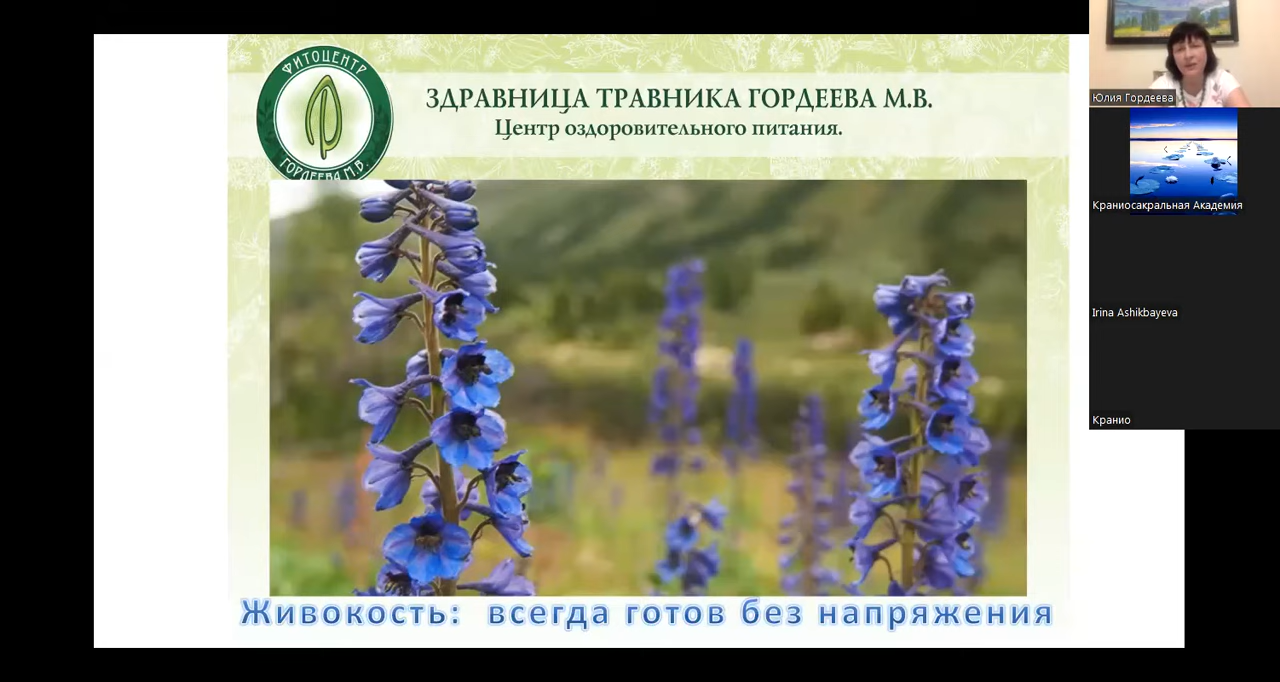 ФИТОЦЕНТР
ГОРДЕЕВА М.В.
ЗДРАВНИЦА ТРАВНИКА ГОРДЕЕВА М.В.
Центр оздоровительного питания.
Живокость: всегда готов без напряжения
Юлия Гордеева
Краниосакральная Академия
Irina Ashikbayeva
Кранио